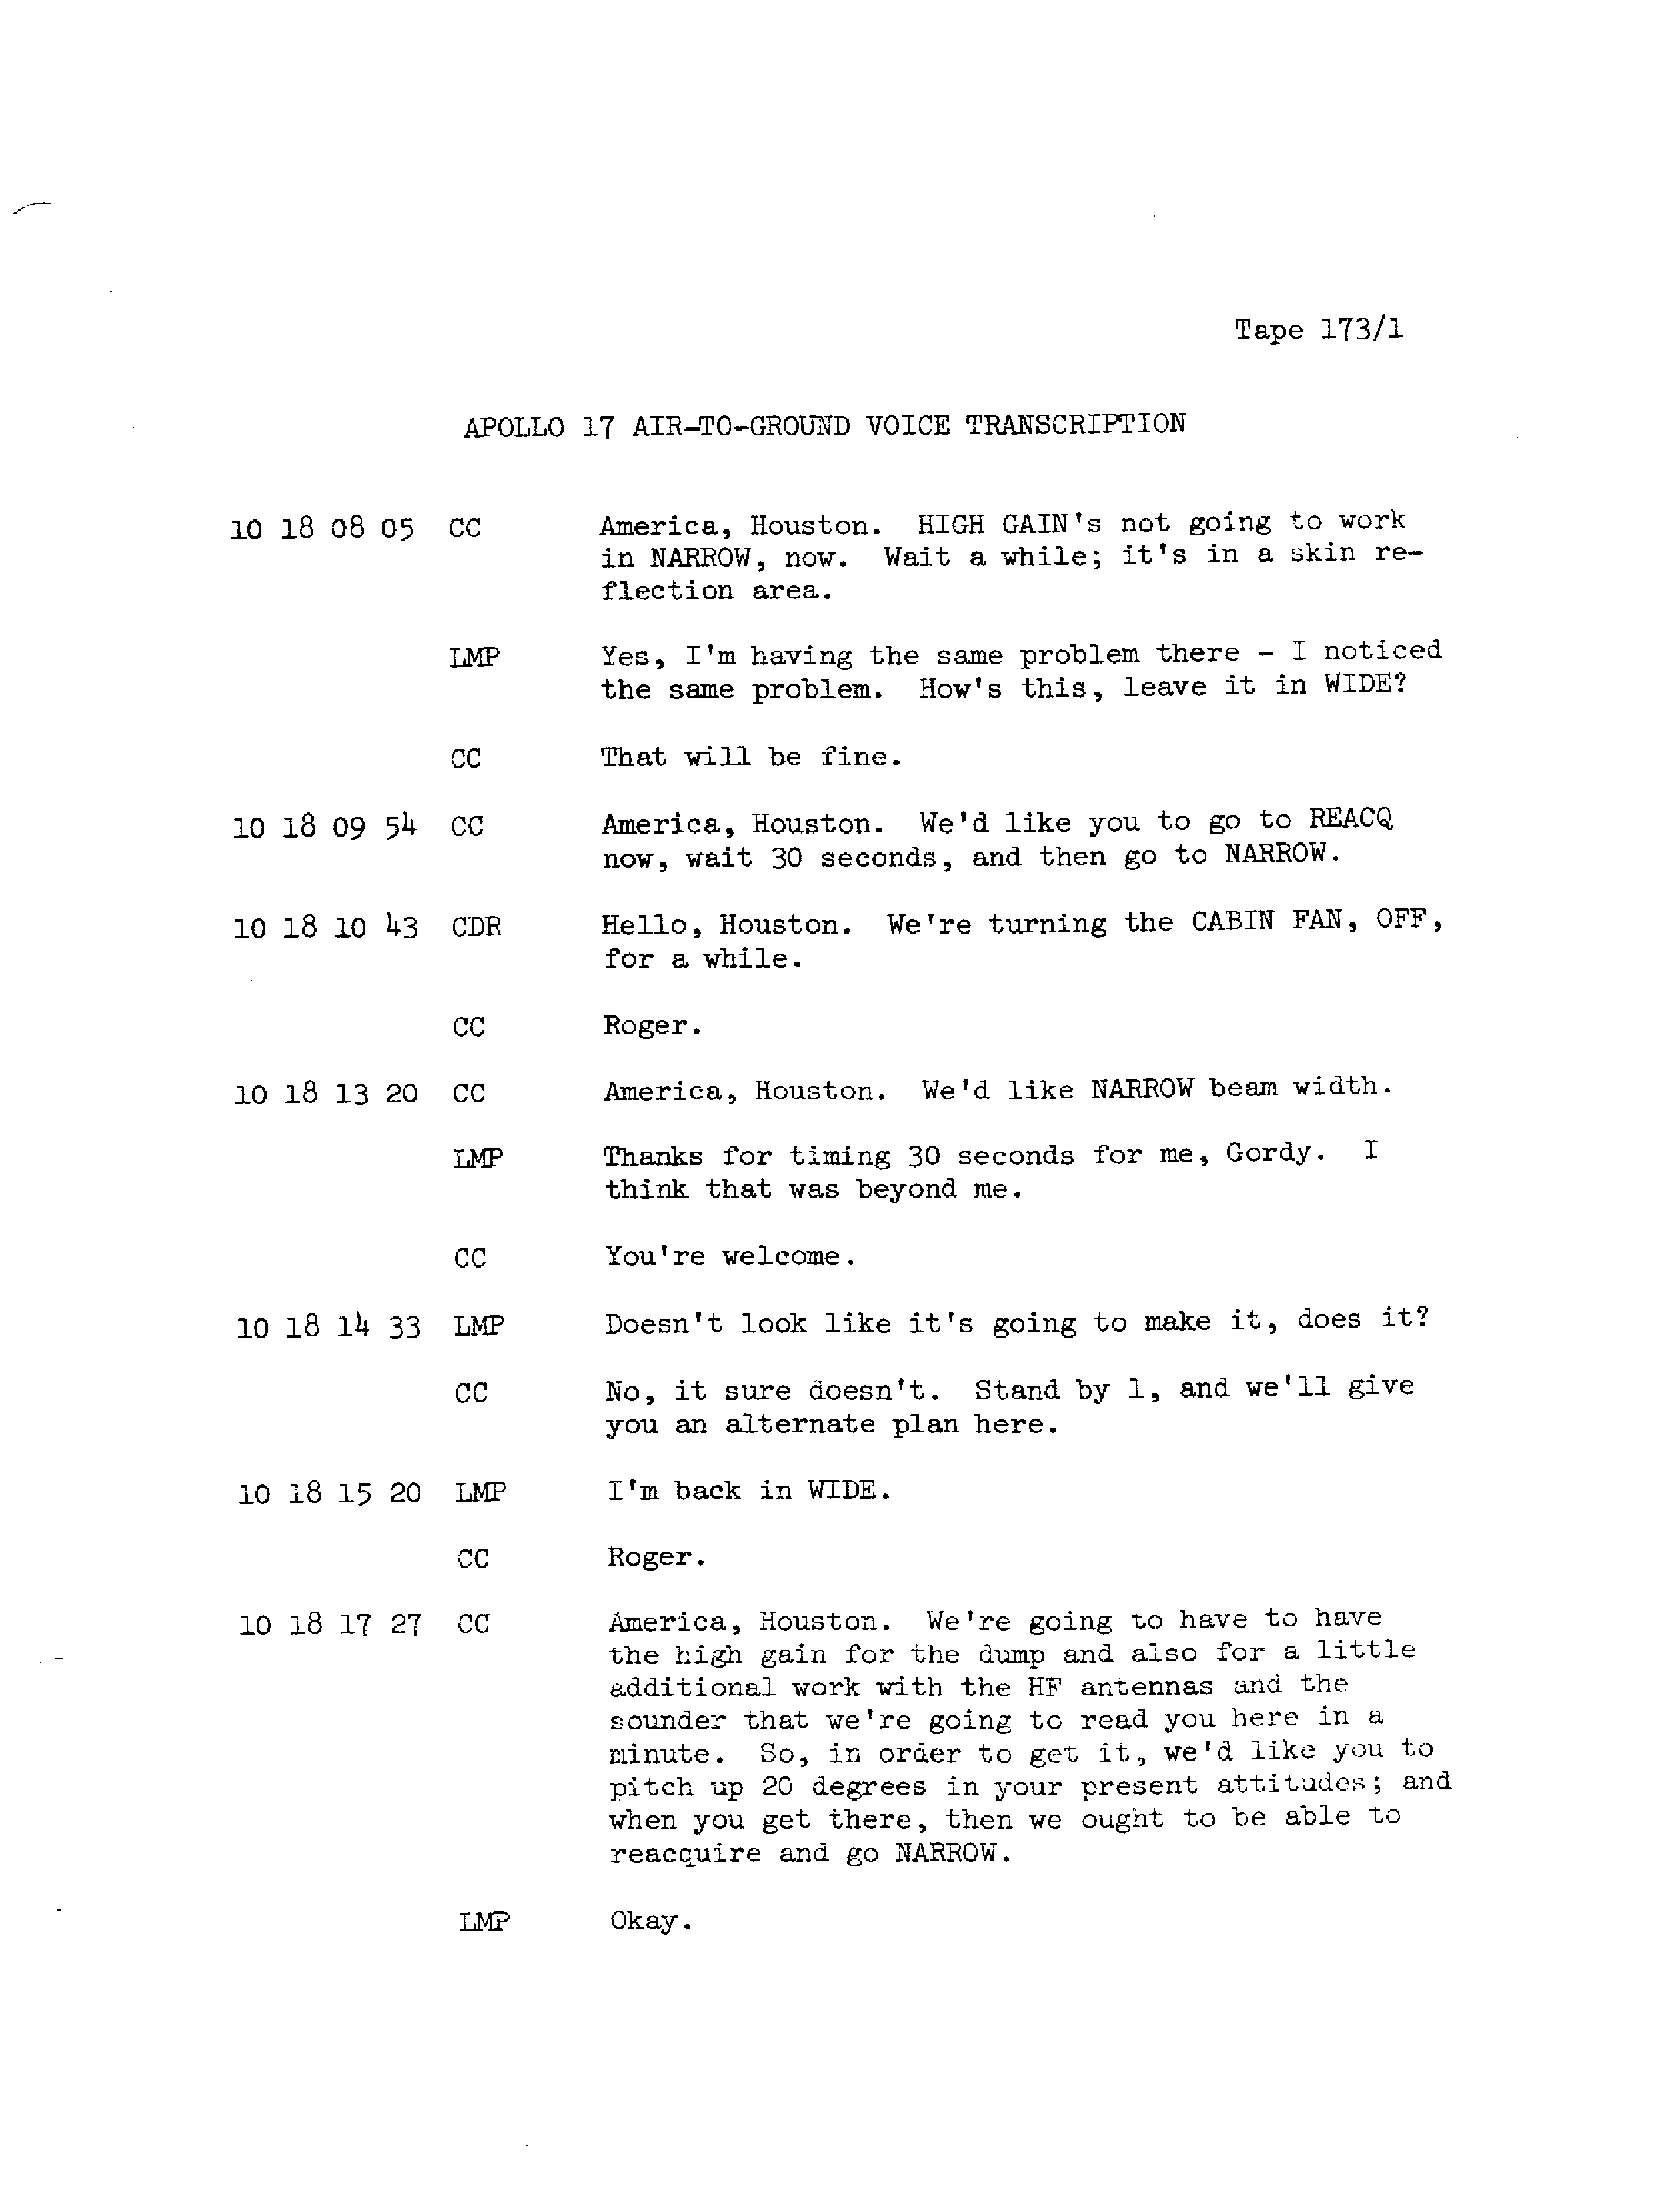 Tape 173/1
APOLLO 17 AIR-TO-GROUND VOICE TRANSCRIPTION
10 18 08 05 CC America, Houston. HIGH GAIN's not going to work
in NARROW, now. Wait a while; it's in a skin re-
flection area.
LMP Yes, I'm having the same problem there - I noticed
the same problem. How's this, leave it in WIDE?
CC That will be fine.
10 18 09 54 CC America, Houston. We'd like you to go to REACQ
now, wait 30 seconds, and then go to NARROW.
10 18 10 43 CDR Hello, Houston. We're turning the CABIN FAN, OFF,
for a while.
CC Roger.
10 18 13 20 CC America, Houston. We'd like NARROW beam width.
LMP Thanks for timing 30 seconds for me, Gordy. I
think that was beyond me.
CC You're welcome.
10 18 14 33 LMP Doesn't look like it's going to make it, does it?
CC No, it sure doesn't. Stand by 1, and we'll give
you an alternate plan here.
10 18 15 20 LMP I'm back in WIDE.
CC Roger.
10 18 17 27 CC America, Houston. We're going to have to have
the high gain for the dump and also for a little
additional work with the HF antennas and the
sounder that we're going to read you here in a
minute. So, in order to get it, we'd like you to
pitch up 20 degrees in your present attitudes; and
when you get there, then we ought to be able to
reacquire and go NARROW.
LMP Okay.